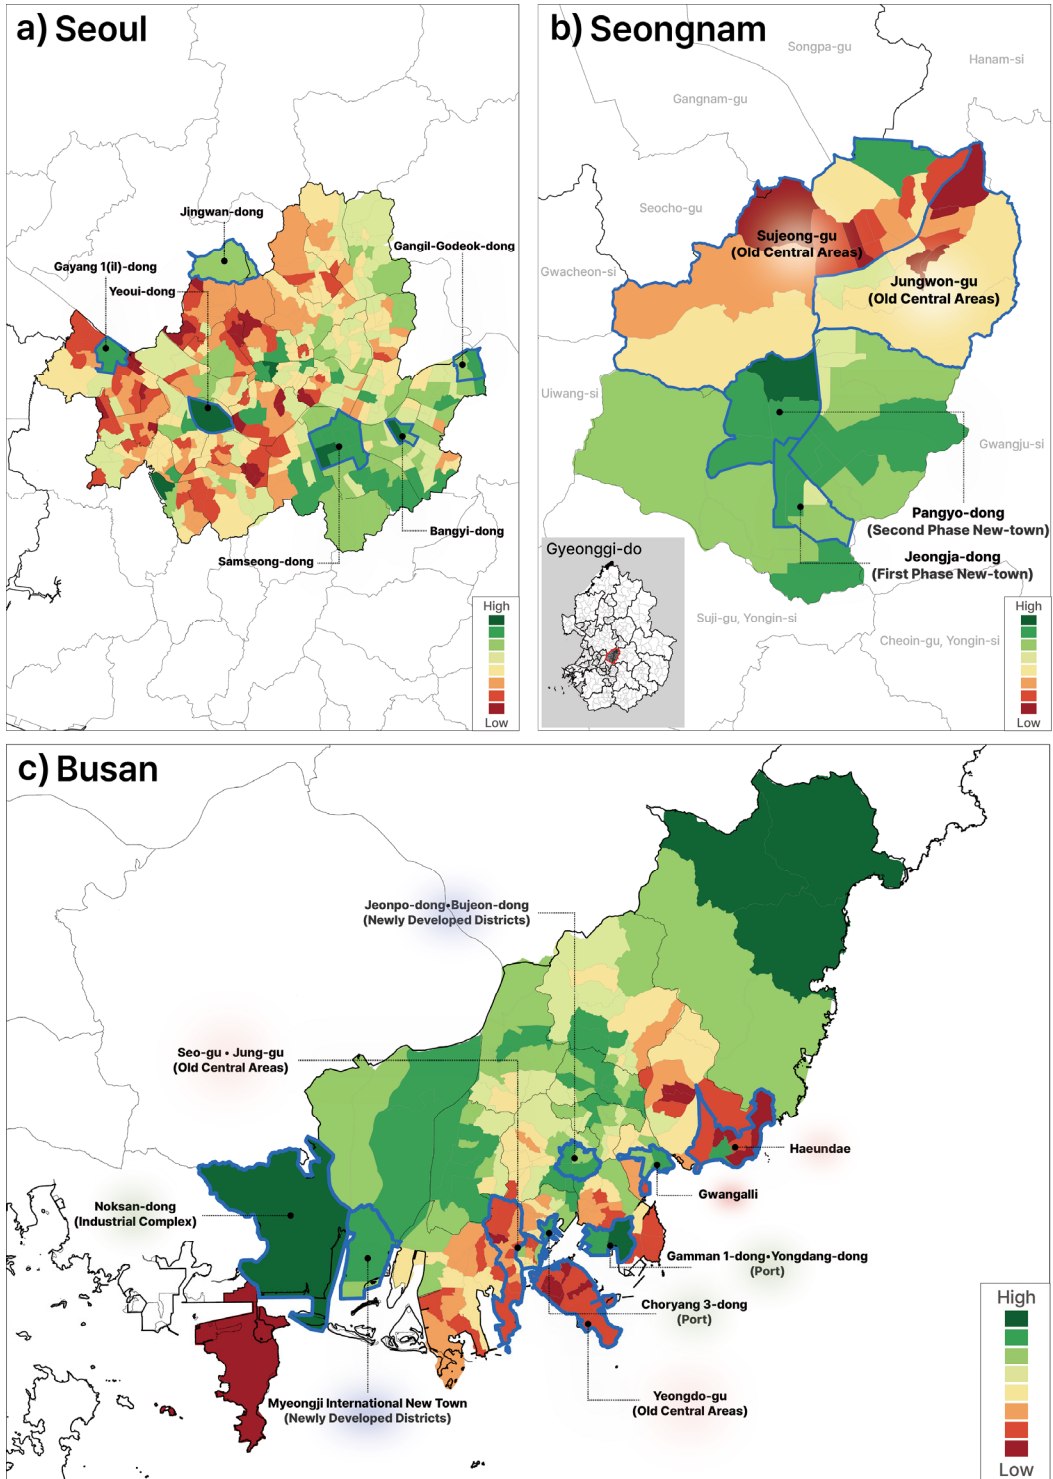 a) Seoul
Jingwan-dong
Gangil-Godeok-dong
Gayang 1(il)-dong
Yeoui-dong
Bangyi-dong
Samseong-dong
High
Low
b) Seongnam
Songpa-gu
Hanam-si
Gangnam-gu
Seocho-gu
Sujeong-gu
(Old Central Areas)
Gwacheon-si
Jungwon-gu
(Old Central Areas)
Uiwang-si
Gwangju-si
Pangyo-dong
(Second Phase New-town)
Jeongja-dong
(First Phase New-town)
Gyeonggi-do
Suji-gu, Yongin-si
Cheoin-gu, Yongin-si
High
Low
c) Busan
Jeonpo-dong•Bujeon-dong
(Newly Developed Districts)
Seo-gu • Jung-gu
(Old Central Areas)
Haeundae
Gwangalli
Noksan-dong
(Industrial Complex)
Gamman 1-dong•Yongdang-dong
(Port)
Choryang 3-dong
(Port)
Yeongdo-gu
(Old Central Areas)
Myeongji International New Town
(Newly Developed Districts)
High
Low